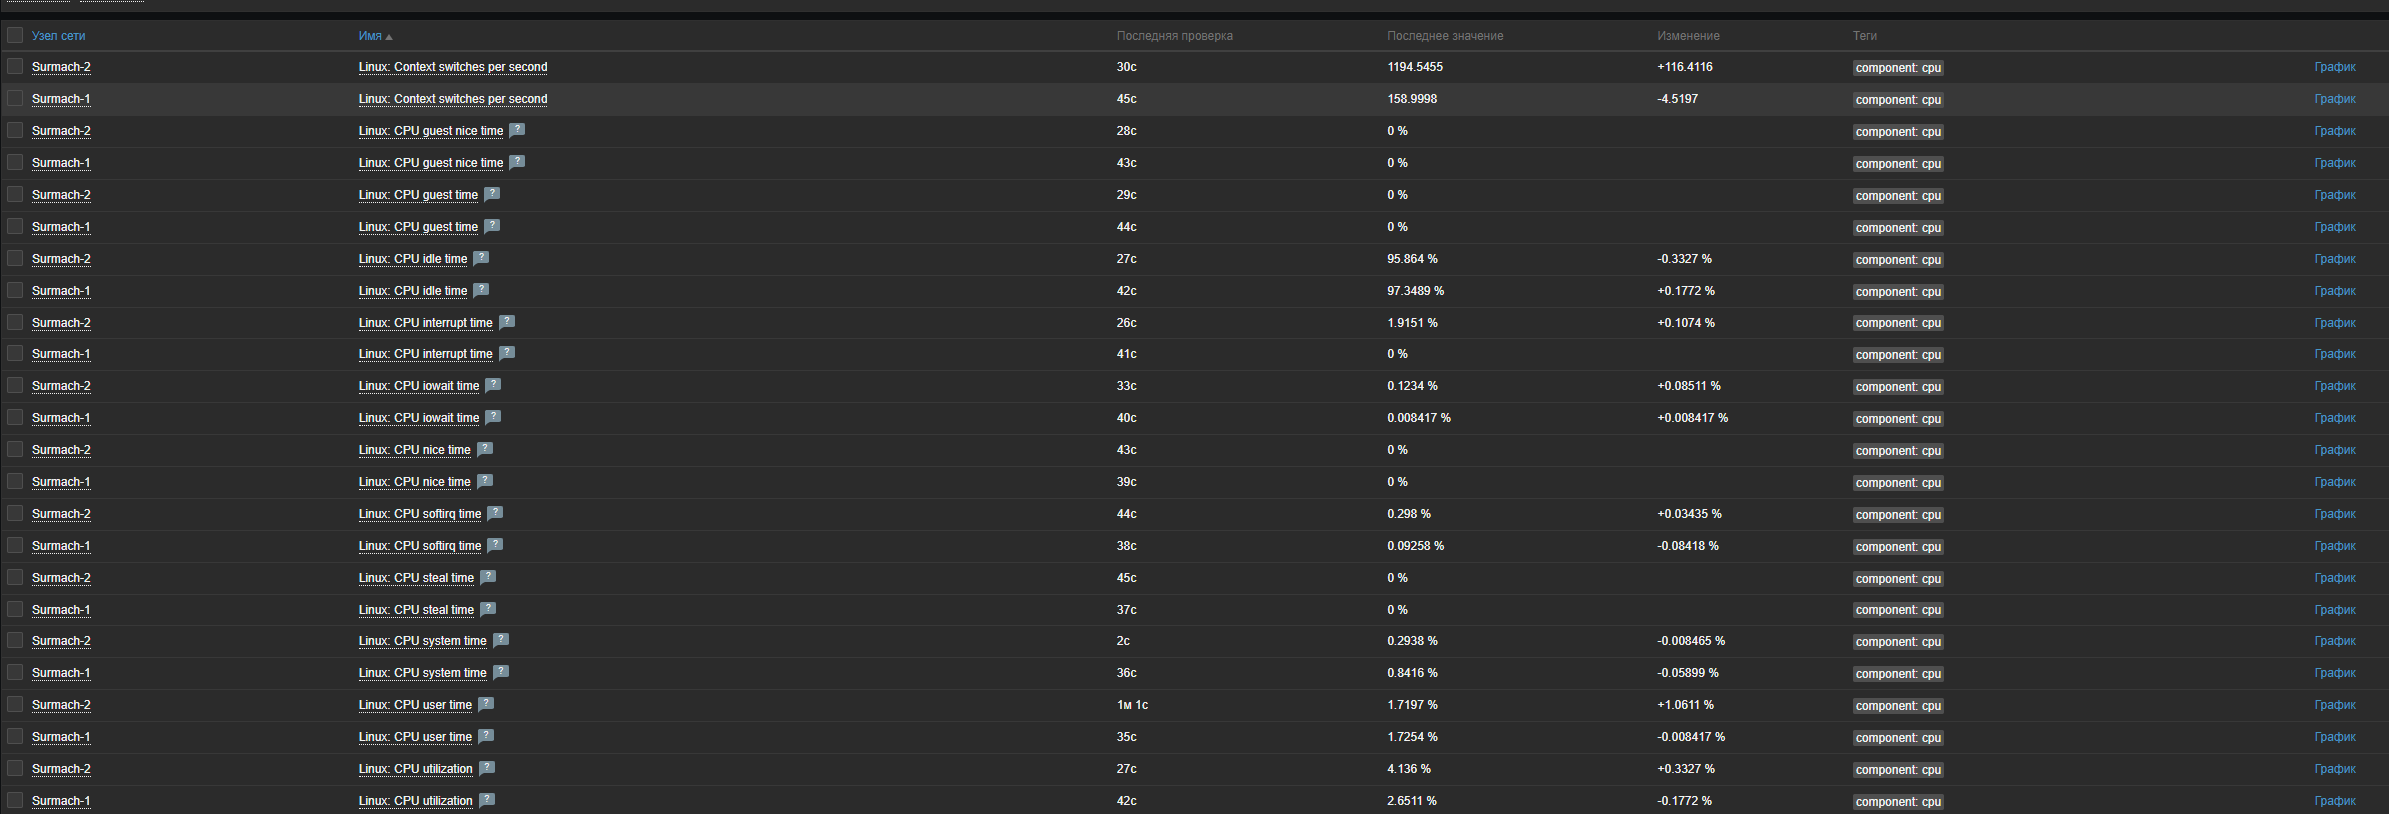 Узел сети Имя Последняя проверка Последнее значение Изменение Теги
Surmach-2 Linux: Context switches per second 30с 1194.5455 +116.4116 component: cpu График
Surmach-1 Linux: Context switches per second 45с 158.9998 -4.5197 component: cpu График
Surmach-2 Linux: CPU guest nice time ? 28с 0 % component: cpu График
Surmach-1 Linux: CPU guest nice time ? 43с 0 % component: cpu График
Surmach-2 Linux: CPU guest time ? 29с 0 % component: cpu График
Surmach-1 Linux: CPU guest time ? 44с 0 % component: cpu График
Surmach-2 Linux: CPU idle time ? 27с 95.864 % -0.3327 % component: cpu График
Surmach-1 Linux: CPU idle time ? 42с 97.3489 % +0.1772 % component: cpu График
Surmach-2 Linux: CPU interrupt time ? 26с 1.9151 % +0.1074 % component: cpu График
Surmach-1 Linux: CPU interrupt time ? 41с 0 % component: cpu График
Surmach-2 Linux: CPU iowait time ? 33с 0.1234 % +0.08511 % component: cpu График
Surmach-1 Linux: CPU iowait time ? 40с 0.008417 % +0.008417 % component: cpu График
Surmach-2 Linux: CPU nice time ? 43с 0 % component: cpu График
Surmach-1 Linux: CPU nice time ? 39с 0 % component: cpu График
Surmach-2 Linux: CPU softirq time ? 44с 0.298 % +0.03435 % component: cpu График
Surmach-1 Linux: CPU softirq time ? 38с 0.09258 % -0.08418 % component: cpu График
Surmach-2 Linux: CPU steal time ? 45с 0 % component: cpu График
Surmach-1 Linux: CPU steal time ? 37с 0 % component: cpu График
Surmach-2 Linux: CPU system time ? 2с 0.2938 % -0.008465 % component: cpu График
Surmach-1 Linux: CPU system time ? 36с 0.8416 % -0.05899 % component: cpu График
Surmach-2 Linux: CPU user time ? 1м 1с 1.7197 % +1.0611 % component: cpu График
Surmach-1 Linux: CPU user time ? 35с 1.7254 % -0.008417 % component: cpu График
Surmach-2 Linux: CPU utilization ? 27с 4.136 % +0.3327 % component: cpu График
Surmach-1 Linux: CPU utilization ? 42с 2.6511 % -0.1772 % component: cpu График